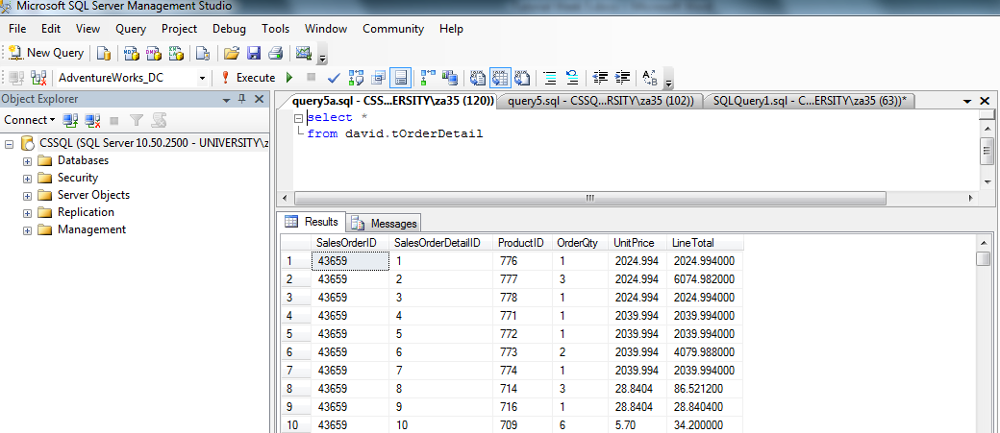 Microsoft SQL Server Management Studio
File Edit View Query Project Debug Tools Window Community Help
New Query
AdventureWorks_DC Execute
Object Explorer
Connect
CSSQL (SQL Server 10.50.2500 - UNIVERSITY\z
Databases
Security
Server Objects
Replication
Management
query5a.sql - CSS...ERSITY\za35 (120)) query5.sql - CSSQ...RSITY\za35 (102)) SQLQuery1.sql - C...ERSITY\za35 (63))*
select *
from david.tOrderDetail
Results Messages
SalesOrderID SalesOrderDetailID ProductID OrderQty UnitPrice LineTotal
1 43659 1 776 1 2024.994 2024.994000
2 43659 2 777 3 2024.994 6074.982000
3 43659 3 778 1 2024.994 2024.994000
4 43659 4 771 1 2039.994 2039.994000
5 43659 5 772 1 2039.994 2039.994000
6 43659 6 773 2 2039.994 4079.988000
7 43659 7 774 1 2039.994 2039.994000
8 43659 8 714 3 28.8404 86.521200
9 43659 9 716 1 28.8404 28.840400
10 43659 10 709 6 5.70 34.200000